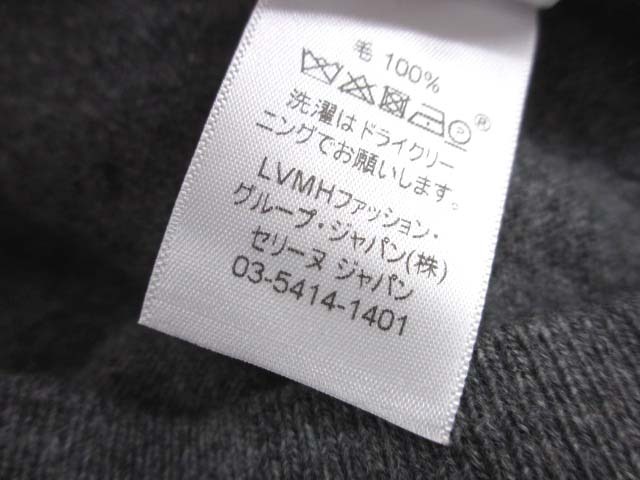 毛 100%
P ®
洗濯はドライクリー
ニングでお願いします。
LVMHファッション・
グループ・ジャパン(株)
セリーヌ ジャパン
03-5414-1401